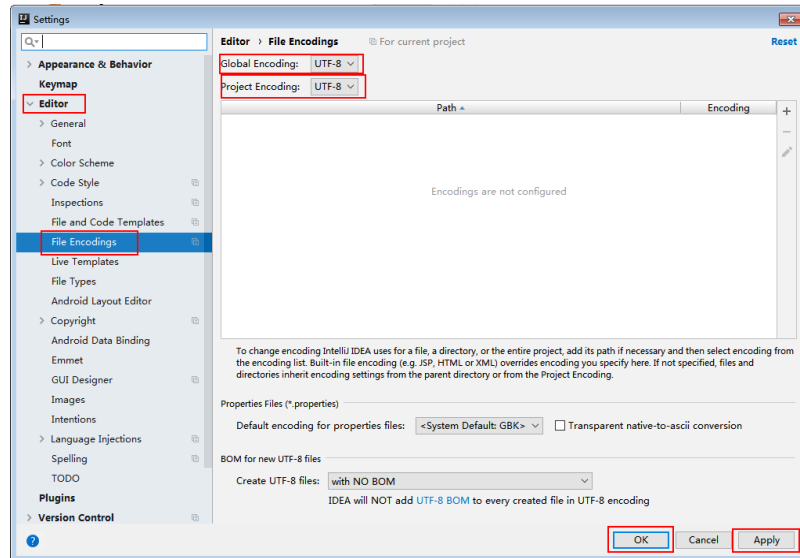 Settings
Editor › File Encodings
For current project
Reset
Appearance & Behavior
Keymap
Editor
General
Font
Color Scheme
Code Style
Inspections
File and Code Templates
File Encodings
Live Templates
File Types
Android Layout Editor
Copyright
Android Data Binding
Emmet
GUI Designer
Images
Intentions
Language Injections
Spelling
TODO
Plugins
Version Control
Global Encoding: UTF-8
Project Encoding: UTF-8
Path Encoding
Encodings are not configured
To change encoding IntelliJ IDEA uses for a file, a directory, or the entire project, add its path if necessary and then select encoding from
the encoding list. Built-in file encoding (e.g. JSP, HTML or XML) overrides encoding you specify here. If not specified, files and
directories inherit encoding settings from the parent directory or from the Project Encoding.
Properties Files (*.properties)
Default encoding for properties files: <System Default: GBK> Transparent native-to-ascii conversion
BOM for new UTF-8 files
Create UTF-8 files: with NO BOM
IDEA will NOT add UTF-8 BOM to every created file in UTF-8 encoding
? OK Cancel Apply